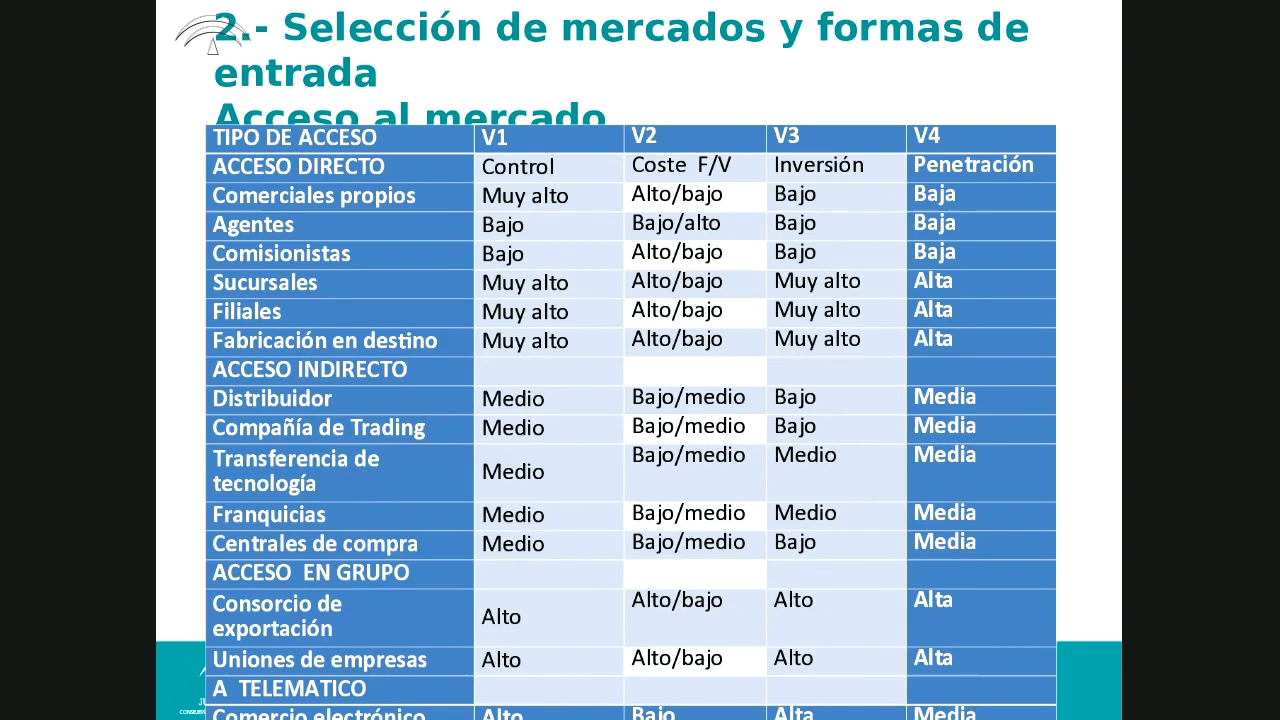 2.- Selección de mercados y formas de
entrada
Acceso al mercado
TIPO DE ACCESO V1 V2 V3 V4
ACCESO DIRECTO Control Coste F/V Inversión Penetración
Comerciales propios Muy alto Alto/bajo Bajo Baja
Agentes Bajo Bajo/alto Bajo Baja
Comisionistas Bajo Alto/bajo Bajo Baja
Sucursales Muy alto Alto/bajo Muy alto Alta
Filiales Muy alto Alto/bajo Muy alto Alta
Fabricación en destino Muy alto Alto/bajo Muy alto Alta
ACCESO INDIRECTO
Distribuidor Medio Bajo/medio Bajo Media
Compañía de Trading Medio Bajo/medio Bajo Media
Transferencia de
tecnología Medio Bajo/medio Medio Media
Franquicias Medio Bajo/medio Medio Media
Centrales de compra Medio Bajo/medio Bajo Media
ACCESO EN GRUPO
Consorcio de
exportación Alto Alto/bajo Alto Alta
Uniones de empresas Alto Alto/bajo Alto Alta
A TELEMATICO
Comercio electrónico Alto Bajo Alta Media